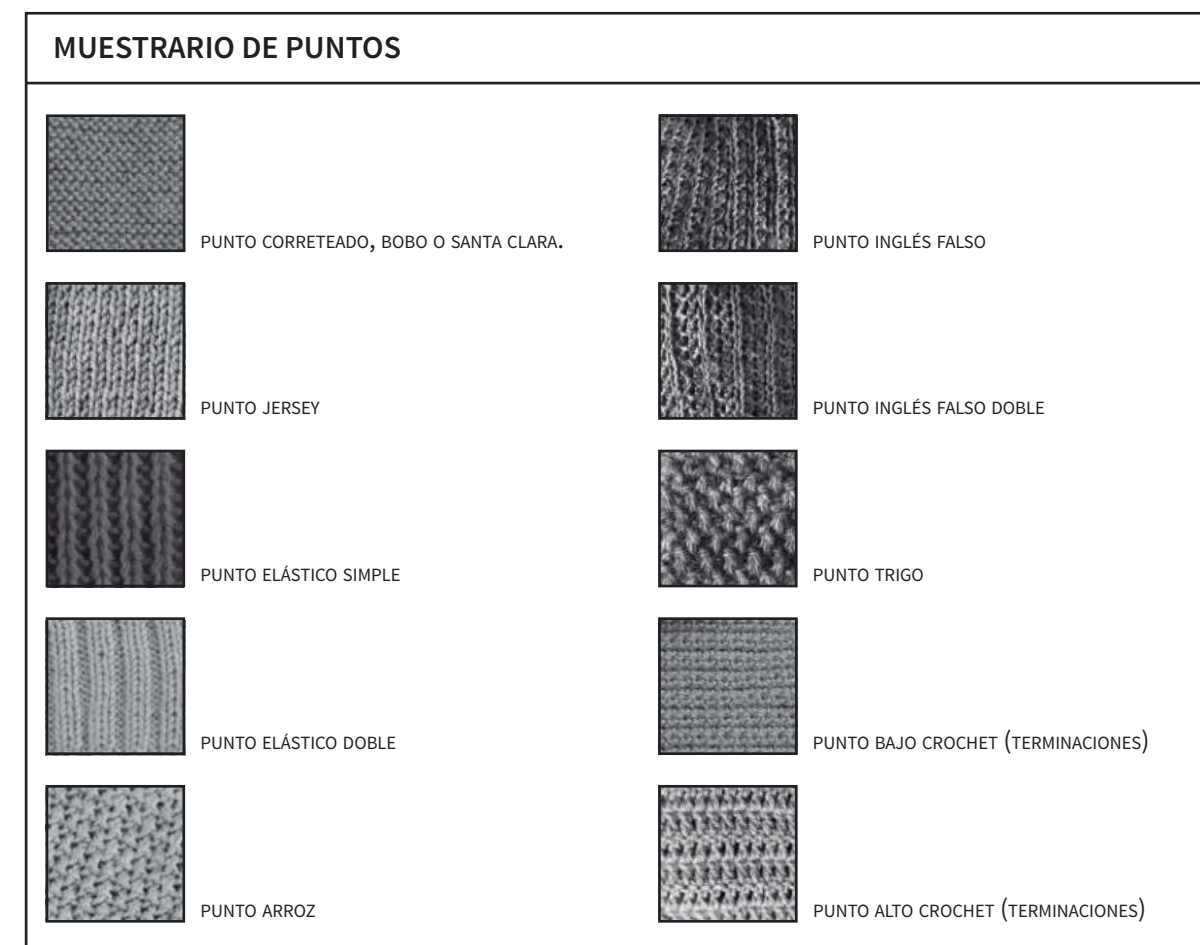 MUESTRARIO DE PUNTOS
PUNTO CORRETEADO, BOBO O SANTA CLARA.
PUNTO JERSEY
PUNTO ELÁSTICO SIMPLE
PUNTO ELÁSTICO DOBLE
PUNTO ARROZ
PUNTO INGLÉS FALSO
PUNTO INGLÉS FALSO DOBLE
PUNTO TRIGO
PUNTO BAJO CROCHET (TERMINACIONES)
PUNTO ALTO CROCHET (TERMINACIONES)